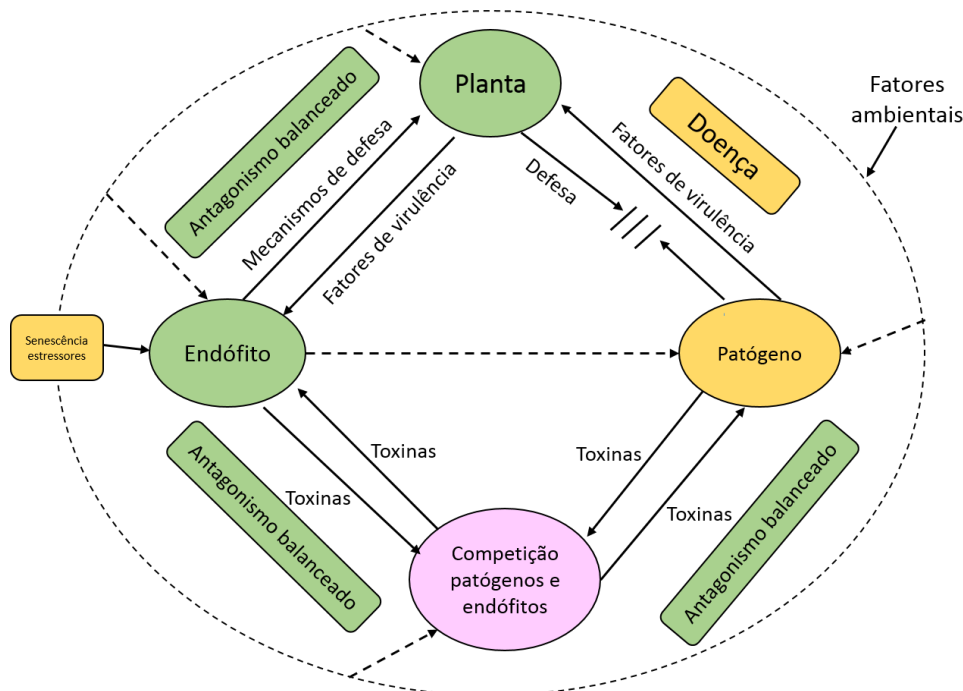 Planta
Fatores
ambientais
Antagonismo balanceado
Mecanismos de defesa
Fatores de virulência
Defesa
Fatores de virulência
Doença
Senescência
estressores
Endófito
Patógeno
Toxinas
Toxinas
Antagonismo balanceado
Toxinas
Toxinas
Antagonismo balanceado
Competição
patógenos e
endófitos